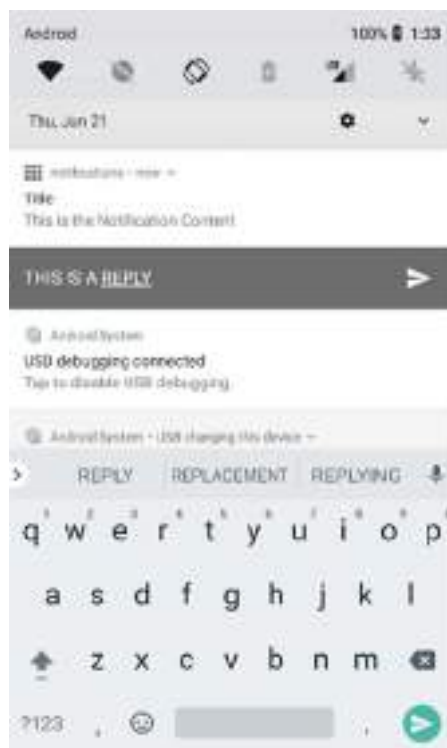 Android 100% 1:33
Thu, Jun 21
notifications • now
Title
This is the Notification Content
THIS IS A REPLY
Android System
USB debugging connected
Tap to disable USB debugging.
Android System • USB charging this device
REPLY REPLACEMENT REPLYING
q w e r t y u i o p
a s d f g h j k l
z x c v b n m
?123 , .